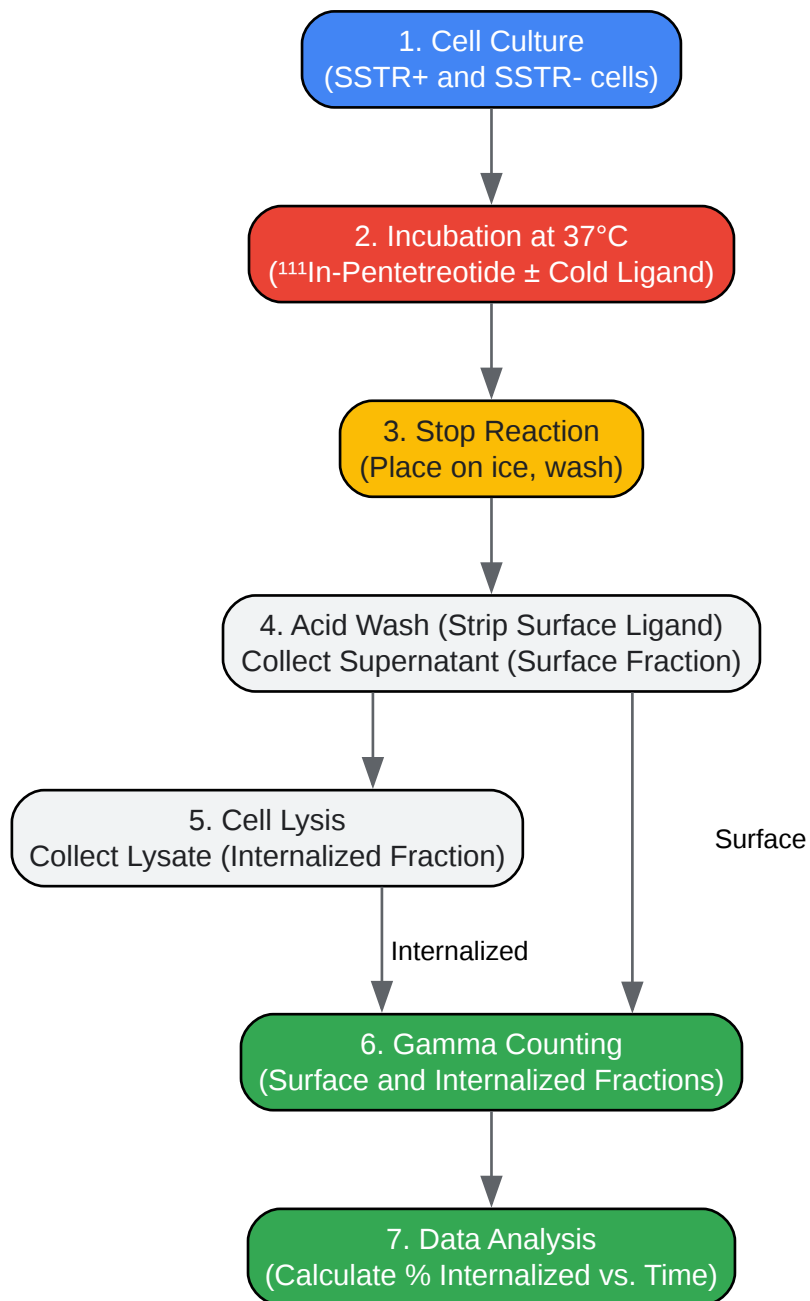 1. Cell Culture
(SSTR+ and SSTR- cells)
2. Incubation at 37°C
(¹¹¹In-Pentetreotide ± Cold Ligand)
3. Stop Reaction
(Place on ice, wash)
4. Acid Wash (Strip Surface Ligand)
Collect Supernatant (Surface Fraction)
5. Cell Lysis
Collect Lysate (Internalized Fraction)
Surface
Internalized
6. Gamma Counting
(Surface and Internalized Fractions)
7. Data Analysis
(Calculate % Internalized vs. Time)